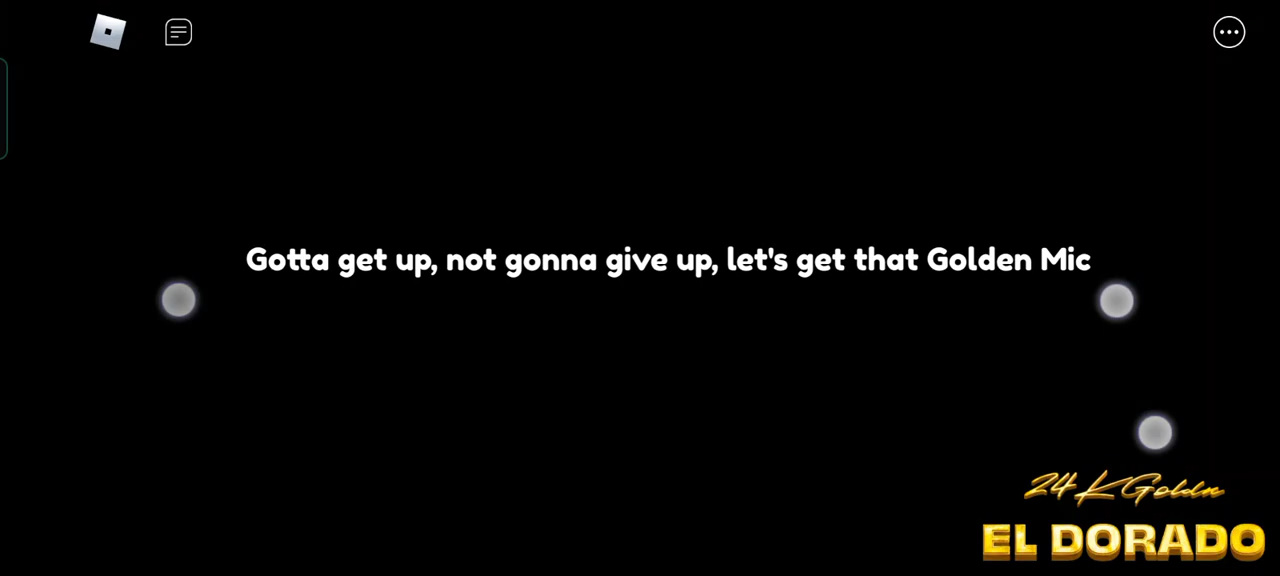 Gotta get up, not gonna give up, let's get that Golden Mic
24KGoldn
EL DORADO